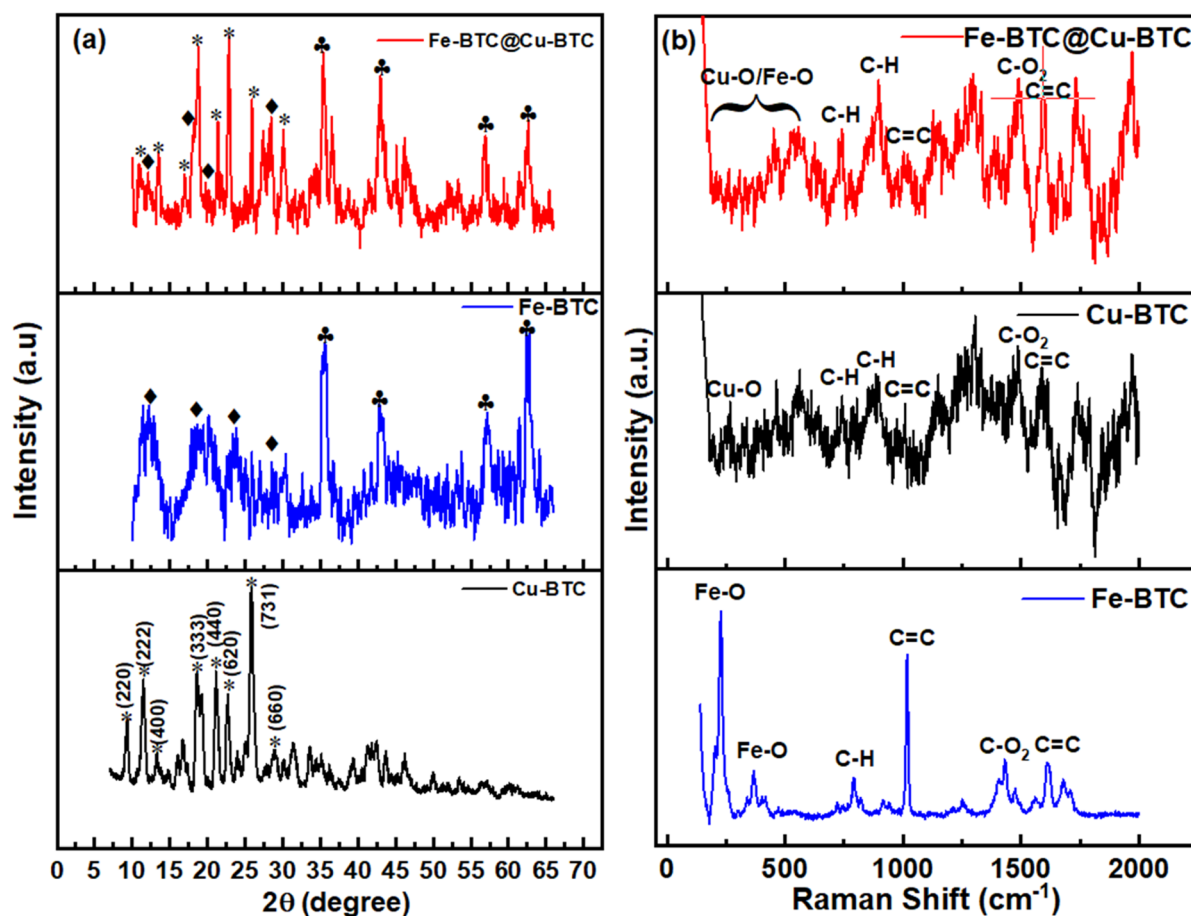 (a)
Fe-BTC@Cu-BTC
Fe-BTC
Cu-BTC
(220)
(222)
(400)
(333)
(440)
(620)
(731)
(660)
Intensity (a.u)
0 5 10 15 20 25 30 35 40 45 50 55 60 65 70
2θ (degree)
(b)
Fe-BTC@Cu-BTC
Cu-O/Fe-O
C-H
C-H
C=C
C-O₂
C=C
Cu-BTC
Cu-O
C-H
C-H
C=C
C-O₂
C=C
Fe-BTC
Fe-O
Fe-O
C-H
C=C
C-O₂
C=C
Intensity (a.u.)
0 500 1000 1500 2000
Raman Shift (cm⁻¹)